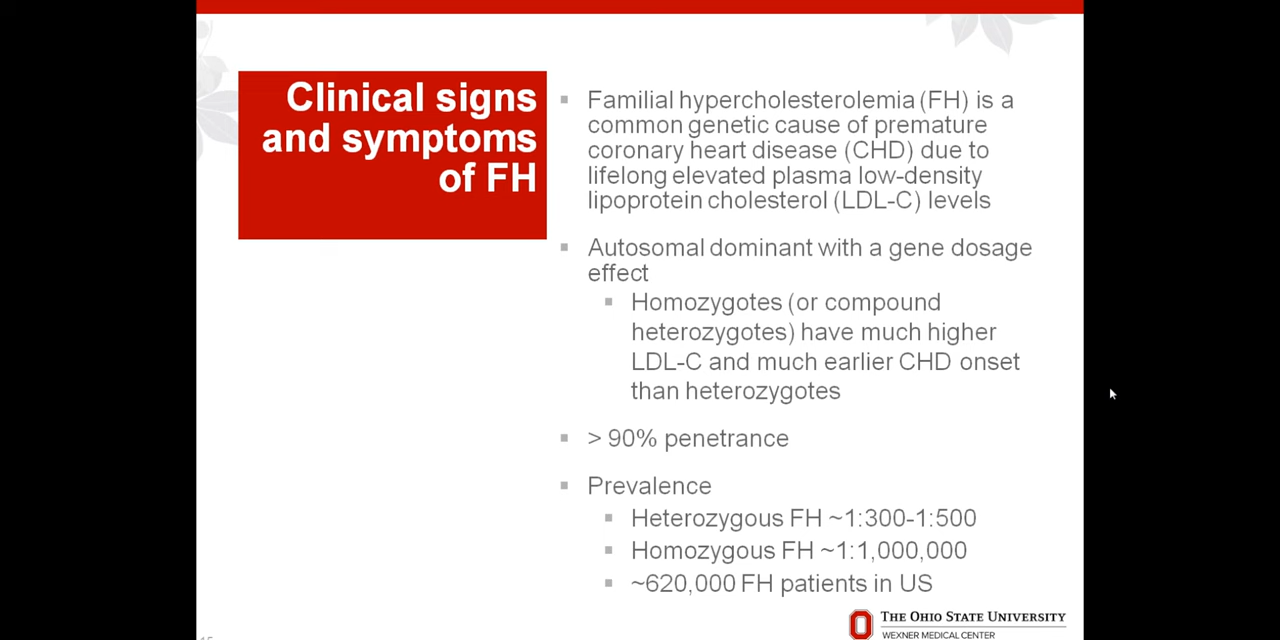 Clinical signs
and symptoms
of FH
Familial hypercholesterolemia (FH) is a
common genetic cause of premature
coronary heart disease (CHD) due to
lifelong elevated plasma low-density
lipoprotein cholesterol (LDL-C) levels
Autosomal dominant with a gene dosage
effect
Homozygotes (or compound
heterozygotes) have much higher
LDL-C and much earlier CHD onset
than heterozygotes
> 90% penetrance
Prevalence
Heterozygous FH ~1:300-1:500
Homozygous FH ~1:1,000,000
~620,000 FH patients in US
THE OHIO STATE UNIVERSITY
WEXNER MEDICAL CENTER